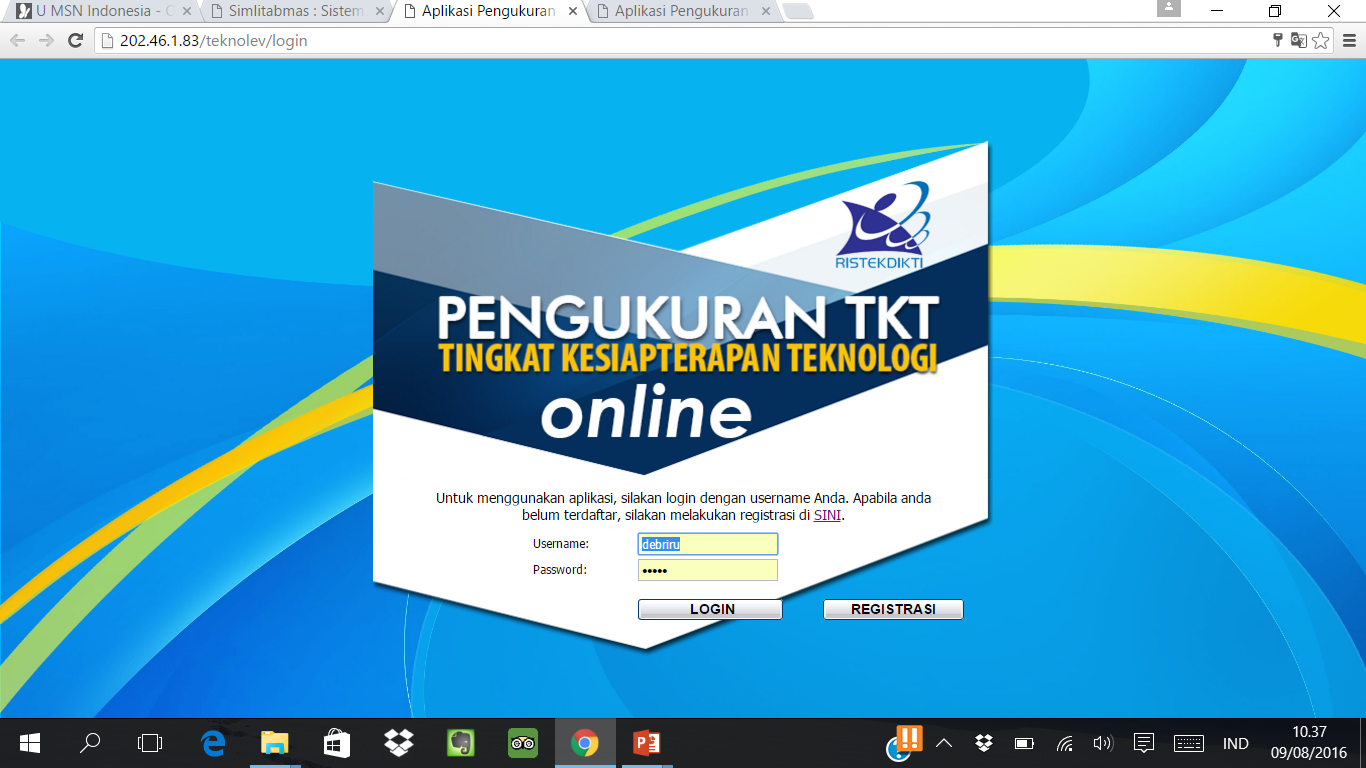 U MSN Indonesia - C
Simlitabmas : Sistem
Aplikasi Pengukuran
Aplikasi Pengukuran
202.46.1.83/teknolev/login
RISTEKDIKTI
PENGUKURAN TKT
TINGKAT KESIAPTERAPAN TEKNOLOGI
online
Untuk menggunakan aplikasi, silakan login dengan username Anda. Apabila anda
belum terdaftar, silakan melakukan registrasi di SINI.
Username: debriru
Password: •••••
LOGIN REGISTRASI
IND
10.37
09/08/2016